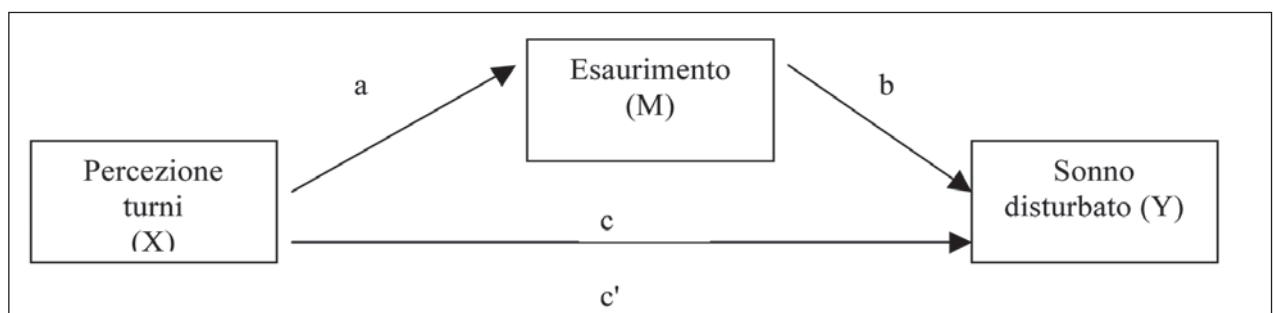 a
Esaurimento
(M)
b
Percezione
turni
(X)
c
Sonno
disturbato (Y)
c'